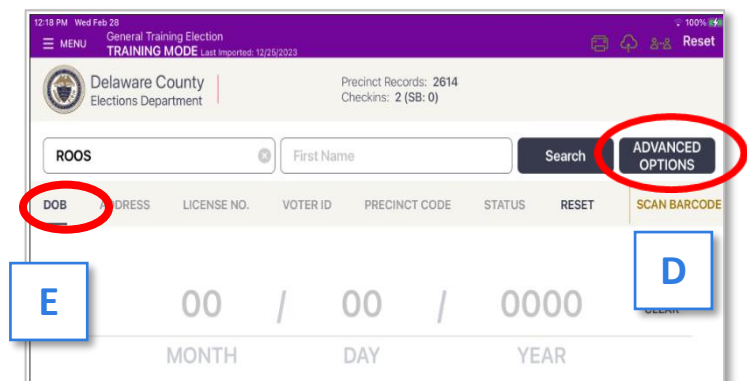 12:18 PM Wed Feb 28
100%
MENU
General Training Election
TRAINING MODE Last Imported: 12/25/2023
Reset
Delaware County
Elections Department
Precinct Records: 2614
Checkins: 2 (SB: 0)
ROOS
First Name
Search
ADVANCED
OPTIONS
DOB ADDRESS LICENSE NO. VOTER ID PRECINCT CODE STATUS RESET SCAN BARCODE
E
D
00 / 00 / 0000
CLEAR
MONTH DAY YEAR